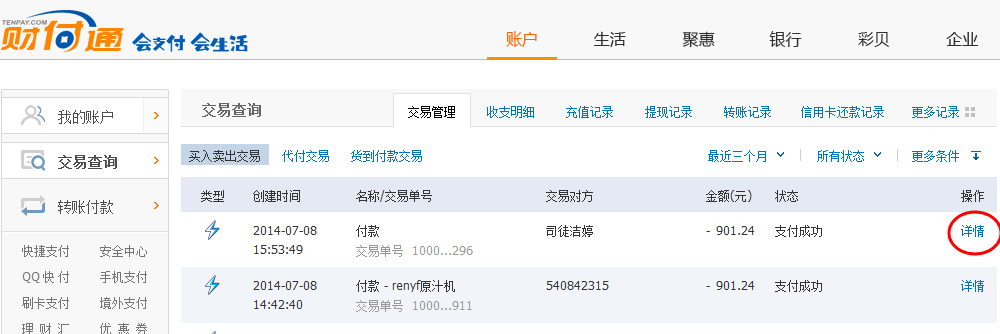 TENPAY.COM
财付通 会支付 会生活
账户 生活 聚惠 银行 彩贝 企业
我的账户
交易查询
转账付款
快捷支付 安全中心
QQ快付 手机支付
刷卡支付 境外支付
理财汇 优惠券
交易查询 交易管理 收支明细 充值记录 提现记录 转账记录 信用卡还款记录 更多记录
买入卖出交易 代付交易 货到付款交易 最近三个月 所有状态 更多条件
类型 创建时间 名称/交易单号 交易对方 金额(元) 状态 操作
2014-07-08 付款 司徒洁婷 - 901.24 支付成功 详情
15:53:49 交易单号 1000...296
2014-07-08 付款 - renyf原汁机 540842315 - 901.24 支付成功 详情
14:42:40 交易单号 1000...911